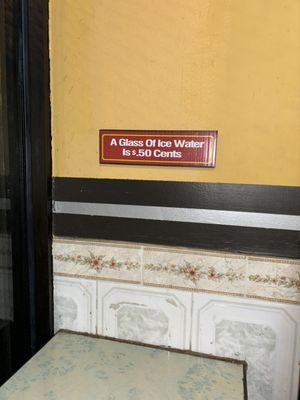 A Glass Of Ice Water
Is $.50 Cents